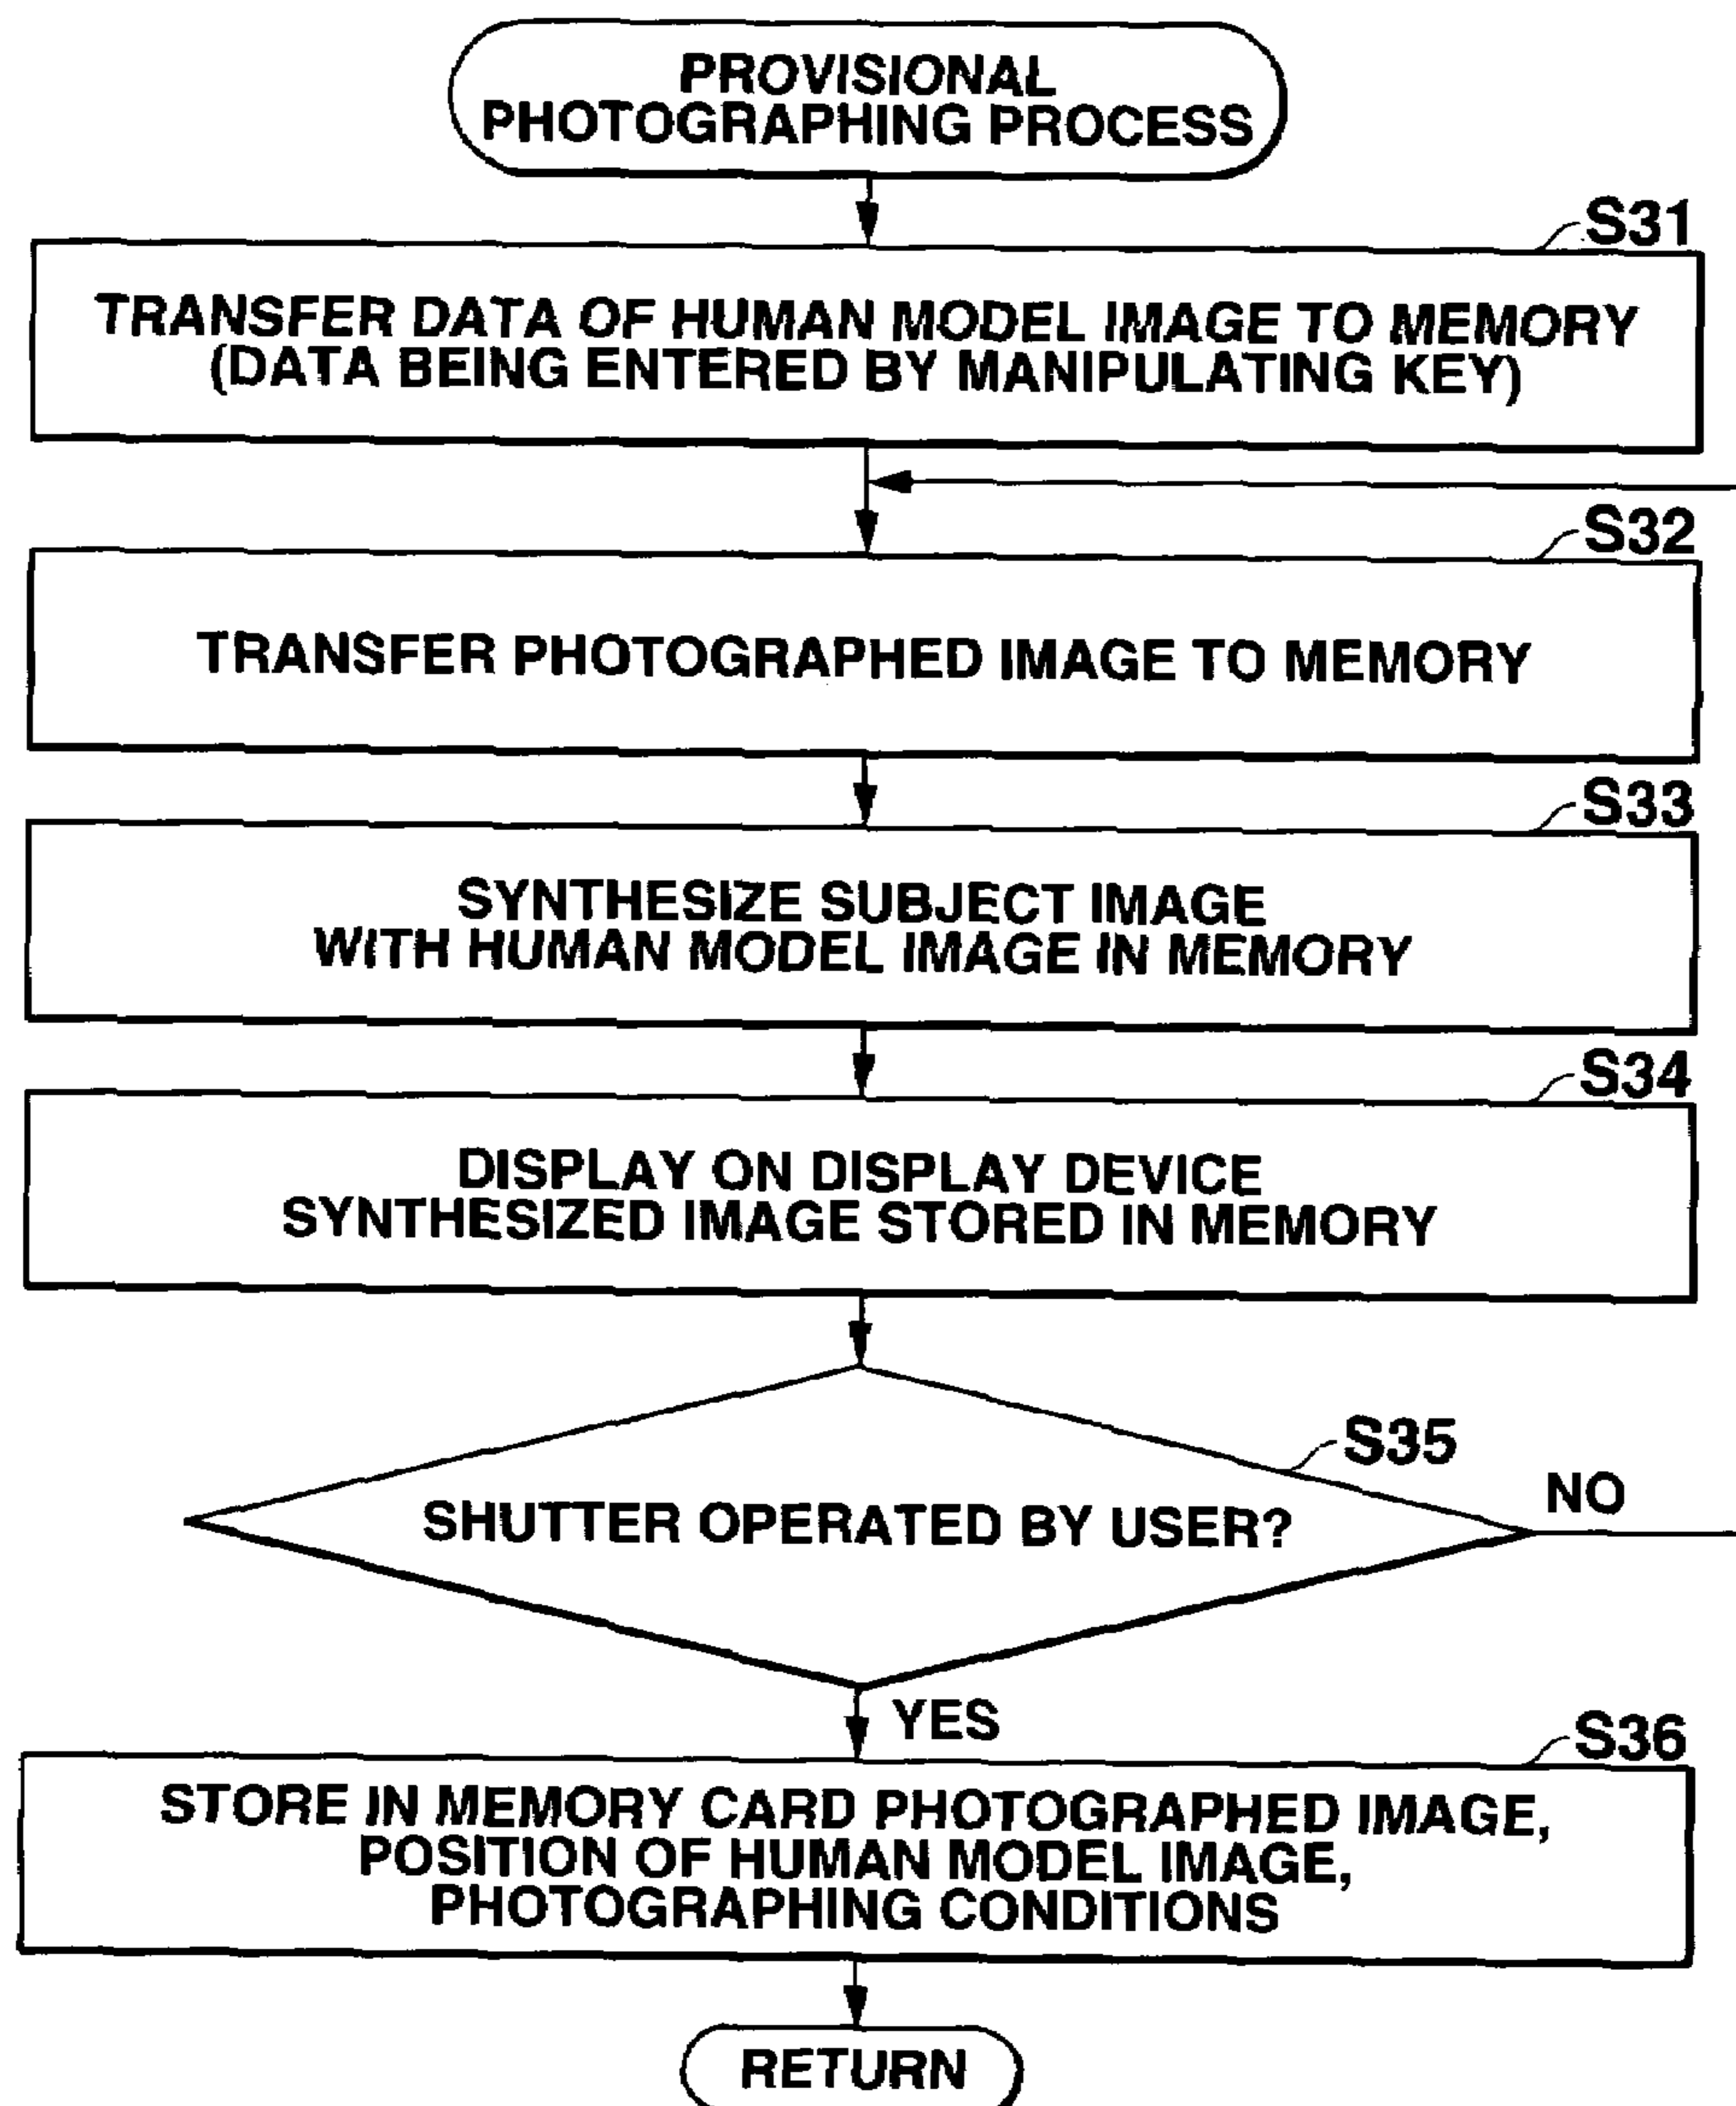 PROVISIONAL
PHOTOGRAPHING PROCESS
S31
TRANSFER DATA OF HUMAN MODEL IMAGE TO MEMORY
(DATA BEING ENTERED BY MANIPULATING KEY)
S32
TRANSFER PHOTOGRAPHED IMAGE TO MEMORY
S33
SYNTHESIZE SUBJECT IMAGE
WITH HUMAN MODEL IMAGE IN MEMORY
S34
DISPLAY ON DISPLAY DEVICE
SYNTHESIZED IMAGE STORED IN MEMORY
S35
SHUTTER OPERATED BY USER?
NO
YES
S36
STORE IN MEMORY CARD PHOTOGRAPHED IMAGE,
POSITION OF HUMAN MODEL IMAGE,
PHOTOGRAPHING CONDITIONS
RETURN